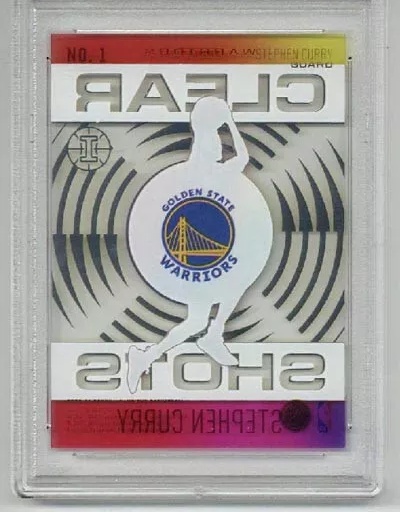 NO. 1
STEPHEN CURRY
GUARD
CLEAR
I
GOLDEN STATE
WARRIORS
SHOTS
STEPHEN CURRY